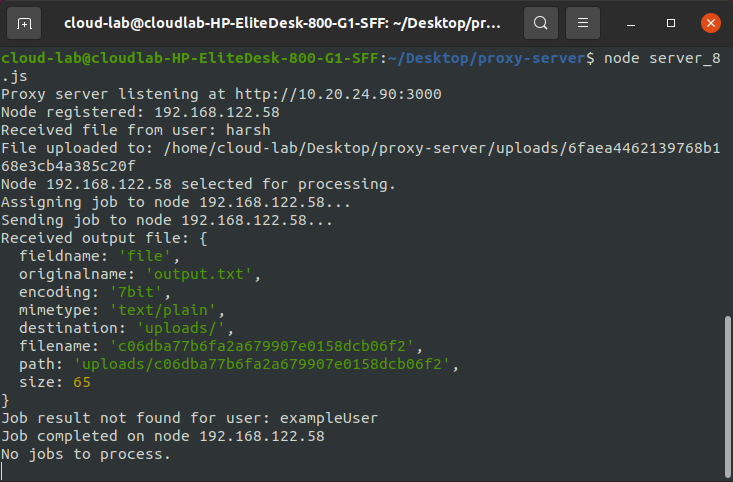 cloud-lab@cloudlab-HP-EliteDesk-800-G1-SFF: ~/Desktop/pr…
cloud-lab@cloudlab-HP-EliteDesk-800-G1-SFF:~/Desktop/proxy-server$ node server_8
.js
Proxy server listening at http://10.20.24.90:3000
Node registered: 192.168.122.58
Received file from user: harsh
File uploaded to: /home/cloud-lab/Desktop/proxy-server/uploads/6faea4462139768b1
68e3cb4a385c20f
Node 192.168.122.58 selected for processing.
Assigning job to node 192.168.122.58...
Sending job to node 192.168.122.58...
Received output file: {
  fieldname: 'file',
  originalname: 'output.txt',
  encoding: '7bit',
  mimetype: 'text/plain',
  destination: 'uploads/',
  filename: 'c06dba77b6fa2a679907e0158dcb06f2',
  path: 'uploads/c06dba77b6fa2a679907e0158dcb06f2',
  size: 65
}
Job result not found for user: exampleUser
Job completed on node 192.168.122.58
No jobs to process.